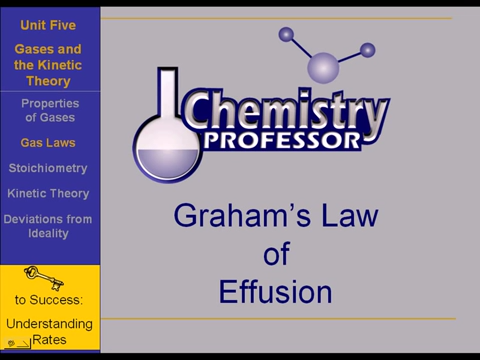 Unit Five
Gases and
the Kinetic
Theory
Properties
of Gases
Gas Laws
Stoichiometry
Kinetic Theory
Deviations from
Ideality
to Success:
Understanding
Rates
Chemistry
PROFESSOR
Graham's Law
of
Effusion